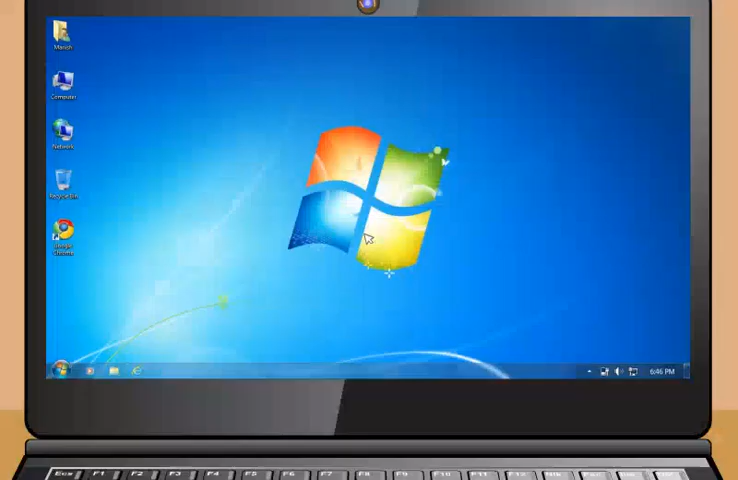 Manish
Computer
Network
Recycle Bin
Google
Chrome
6:46 PM
Esc F1 F2 F3 F4 F5 F6 F7 F8 F9 F10 F11 F12